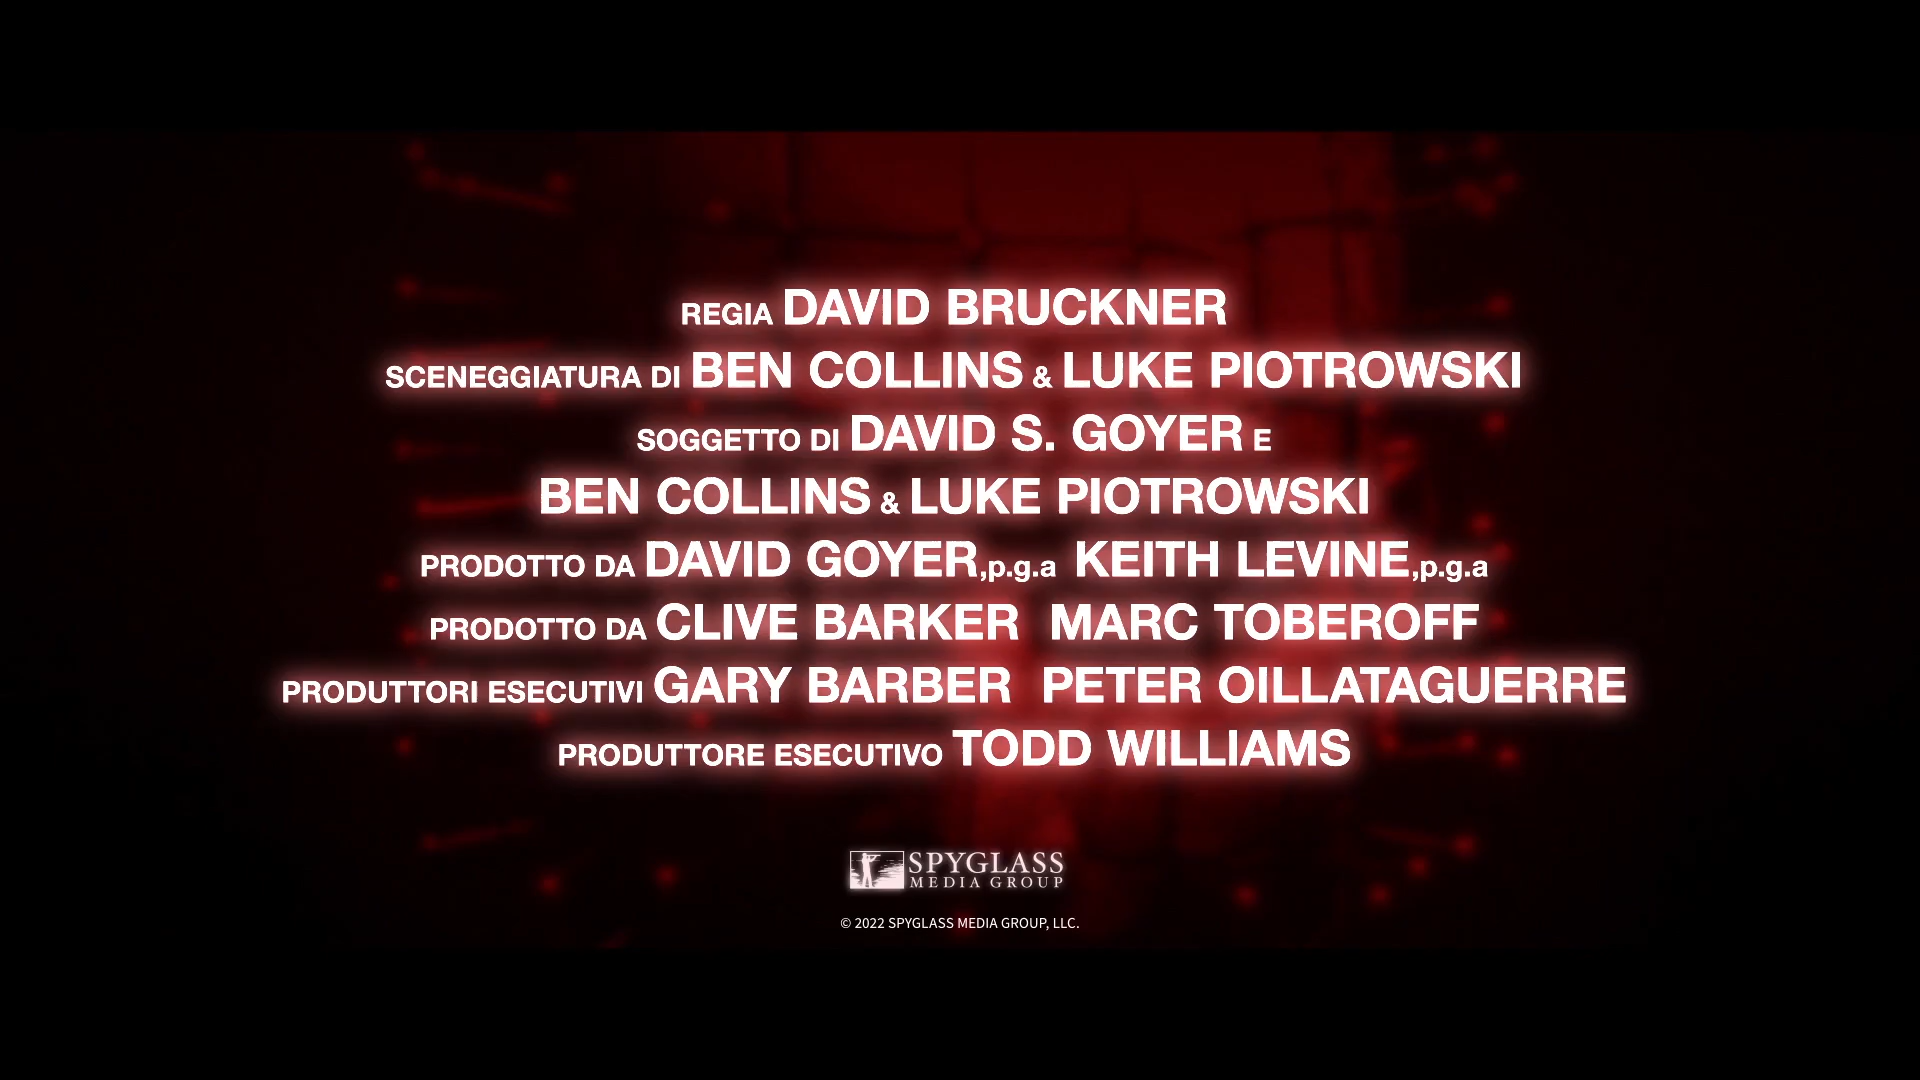 REGIA DAVID BRUCKNER
SCENEGGIATURA DI BEN COLLINS & LUKE PIOTROWSKI
SOGGETTO DI DAVID S. GOYER E
BEN COLLINS & LUKE PIOTROWSKI
PRODOTTO DA DAVID GOYER,p.g.a KEITH LEVINE,p.g.a
PRODOTTO DA CLIVE BARKER MARC TOBEROFF
PRODUTTORI ESECUTIVI GARY BARBER PETER OILLATAGUERRE
PRODUTTORE ESECUTIVO TODD WILLIAMS
SPYGLASS
MEDIA GROUP
© 2022 SPYGLASS MEDIA GROUP, LLC.